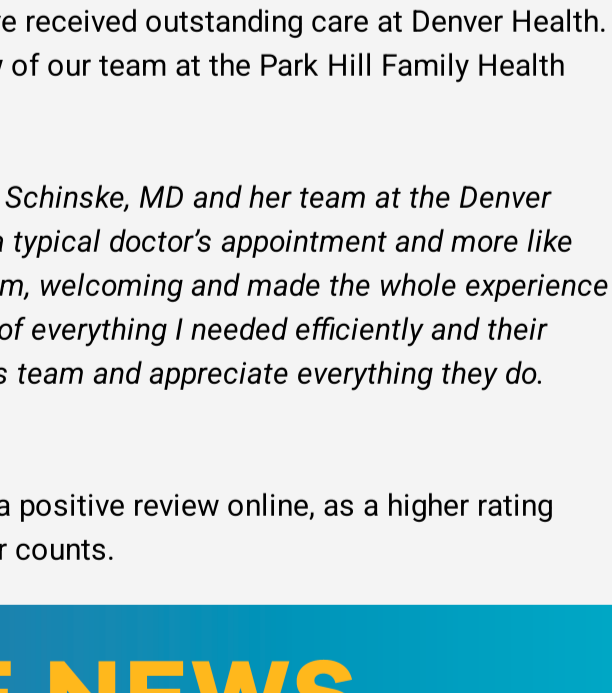 received outstanding care at Denver Health.
of our team at the Park Hill Family Health
Schinske, MD and her team at the Denver
typical doctor’s appointment and more like
welcoming and made the whole experience
of everything I needed efficiently and their
team and appreciate everything they do.
a positive review online, as a higher rating
counts.
NEWS